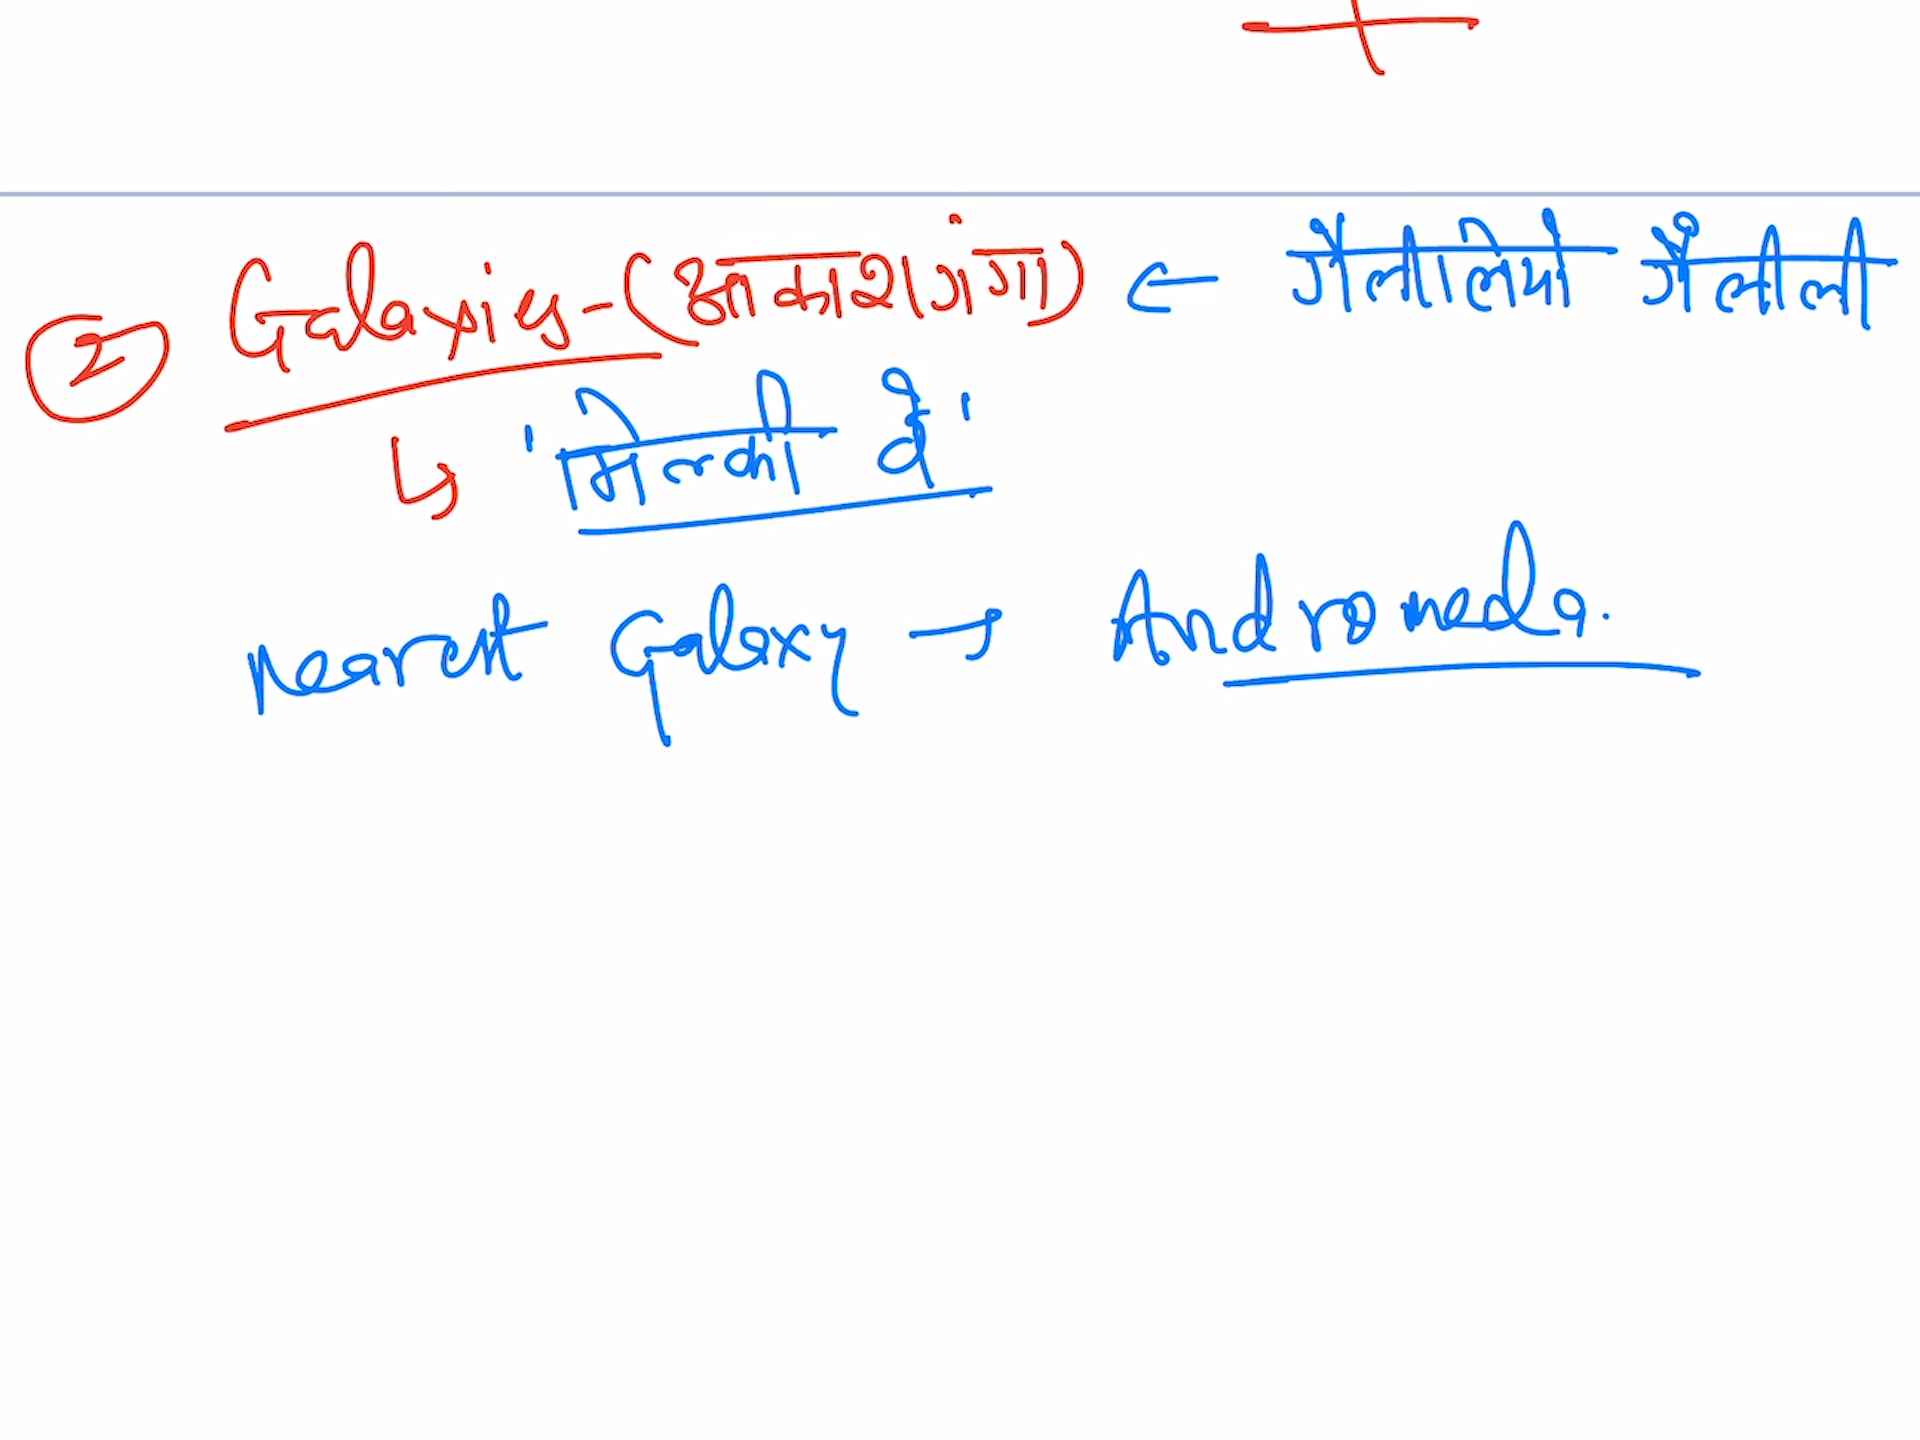 ② Galaxies - (आकाशगंगा) ← गैलीलियो गैलीली
↳ 'मिल्की वे'
Nearest Galaxy → Andromeda.